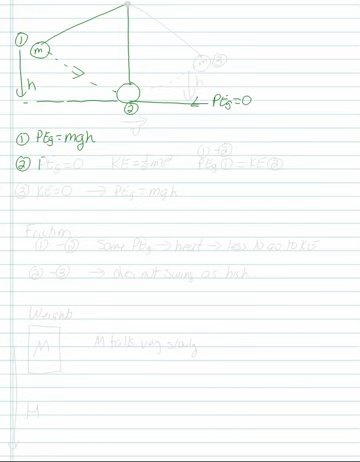 ① m m ③
h h
② PEg=0
v
① PEg=mgh ①→②
② PEg=0 KE=½mv² PEg① = KE②
③ KE=0 → PEg=mgh
Friction
①→② Some PEg → heat → less to go to KE
②→③ → does not swing as high
Weight
M M falls very slowly
H